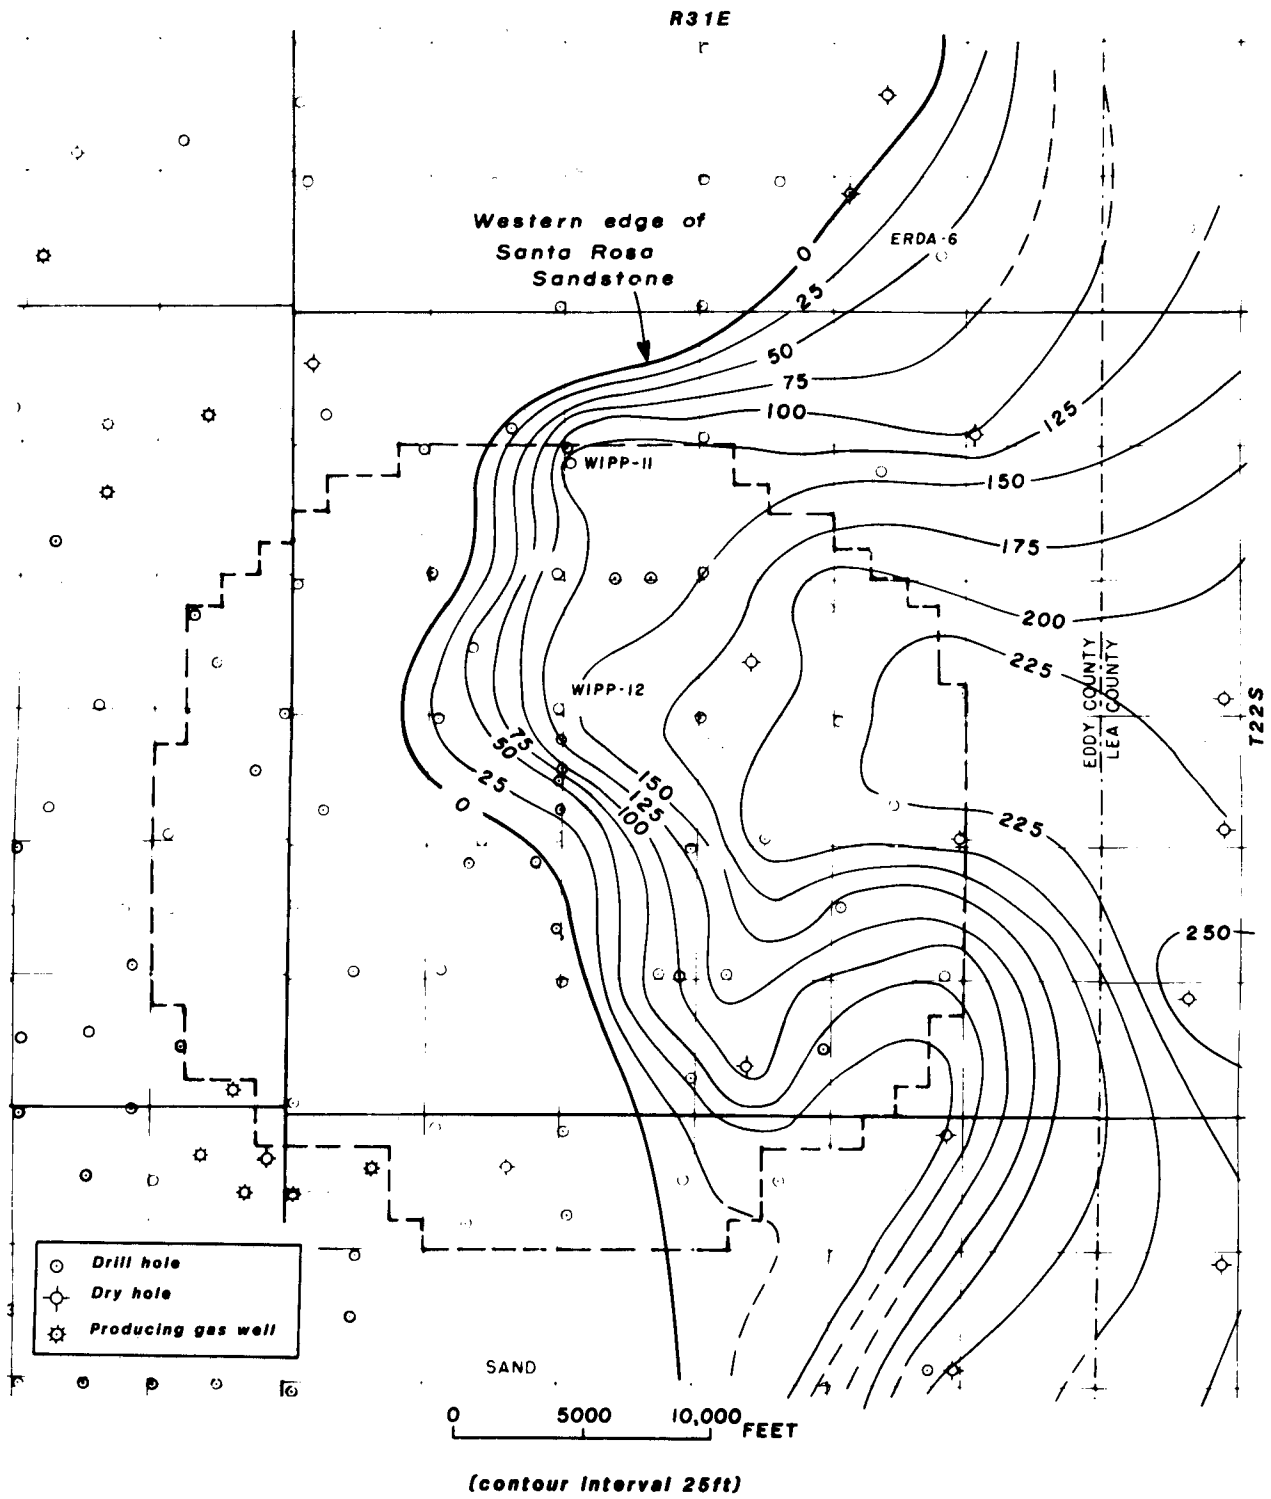 R31E
r
Western edge of
Santa Rosa
Sandstone
ERDA-6
0
25
50
75
100
125
WIPP-11
150
175
200
225
EDDY COUNTY
LEA COUNTY
T22S
WIPP-12
75
50
25
0
150
125
100
225
250
Drill hole
Dry hole
Producing gas well
3
SAND
0 5000 10,000 FEET
(contour interval 25ft)